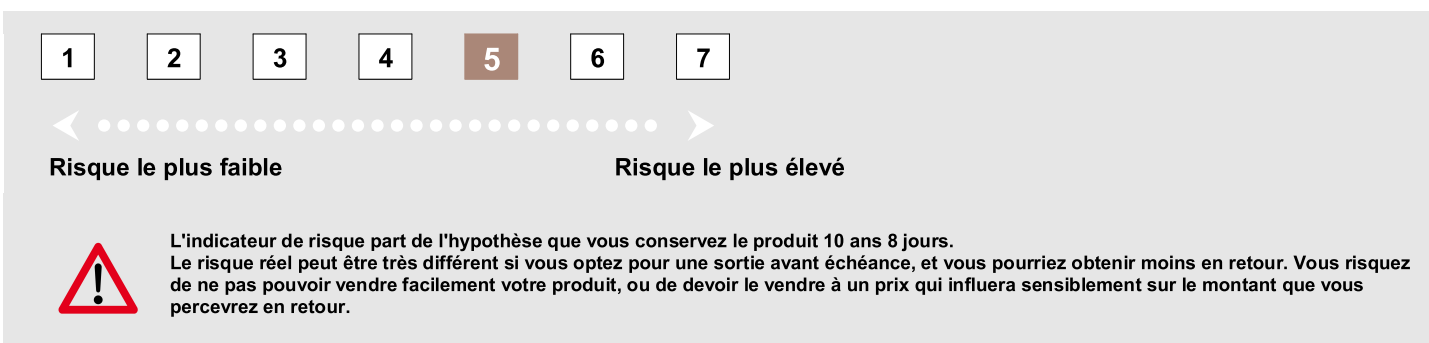 1 2 3 4 5 6 7
Risque le plus faible Risque le plus élevé
L'indicateur de risque part de l'hypothèse que vous conservez le produit 10 ans 8 jours.
Le risque réel peut être très différent si vous optez pour une sortie avant échéance, et vous pourriez obtenir moins en retour. Vous risquez
de ne pas pouvoir vendre facilement votre produit, ou de devoir le vendre à un prix qui influera sensiblement sur le montant que vous
percevrez en retour.